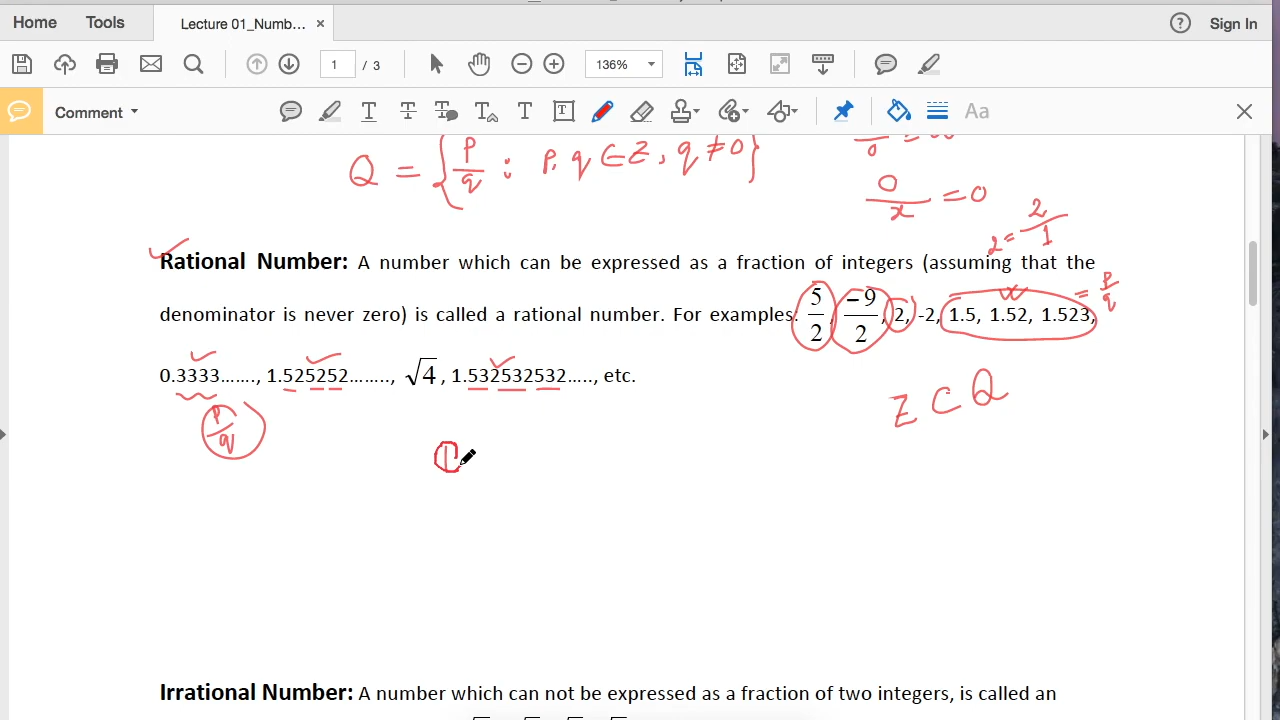 Home Tools Lecture 01_Numb... × ? Sign In
1 / 3 136%
Comment T T T T T Aa
Q = { p/q : p, q ∈ Z, q ≠ 0 }
0/x = 0
2 = 2/1
Rational Number: A number which can be expressed as a fraction of integers (assuming that the
= p/q
denominator is never zero) is called a rational number. For examples. 5/2, -9/2, 2, -2, 1.5, 1.52, 1.523,
0.3333......., 1.525252........, √4, 1.532532532....., etc.
Z ⊂ Q
p/q
Irrational Number: A number which can not be expressed as a fraction of two integers, is called an